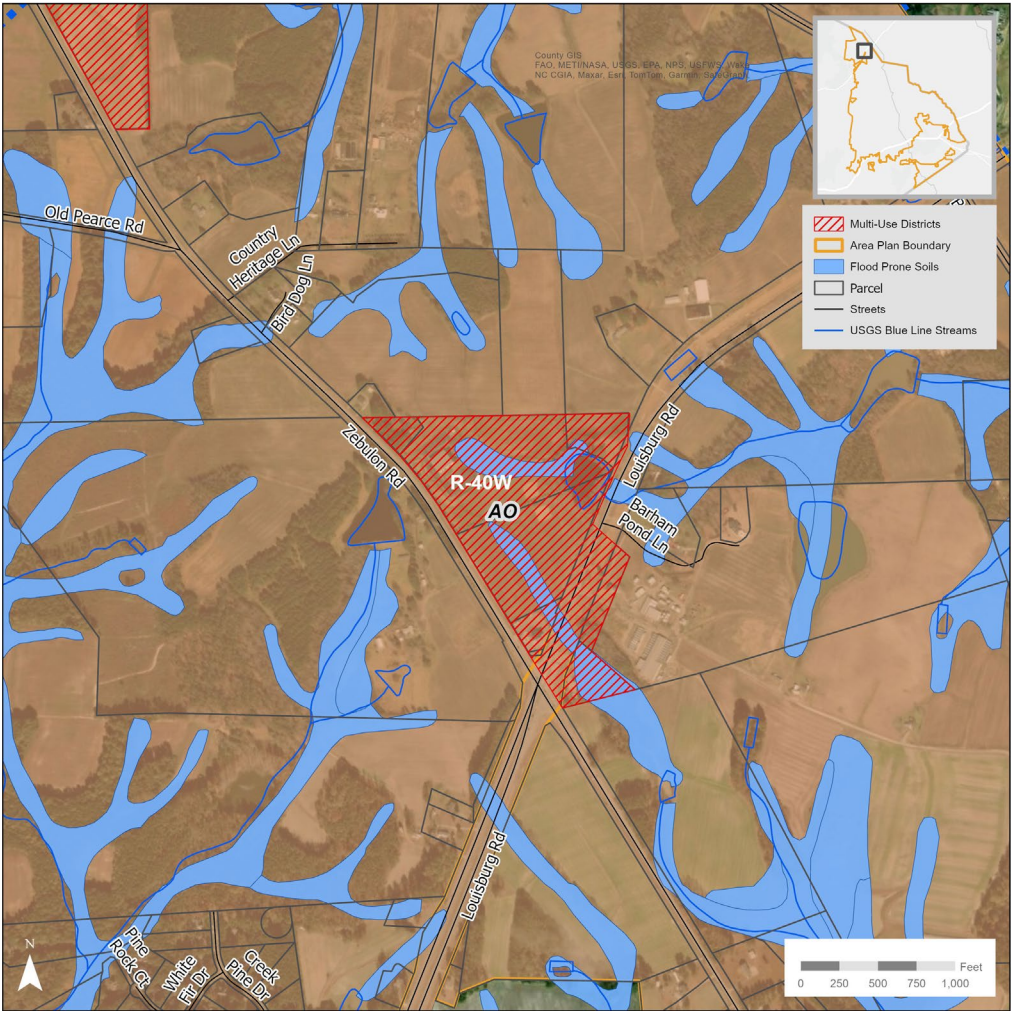 County GIS
FAO, METI/NASA, USGS, EPA, NPS, USFWS,
NC CGIA, Maxar, Esri, TomTom, Garmin, SafeGraph
Multi-Use Districts
Area Plan Boundary
Flood Prone Soils
Parcel
Streets
USGS Blue Line Streams
Old Pearce Rd
Country
Heritage Ln
Bird Dog Ln
Zebulon Rd
Louisburg Rd
R-40W
AO
Barham
Pond Ln
Louisburg Rd
Pine
Rock Ct
White
Fir Dr
Creek
Pine Dr
N
Feet
0 250 500 750 1,000